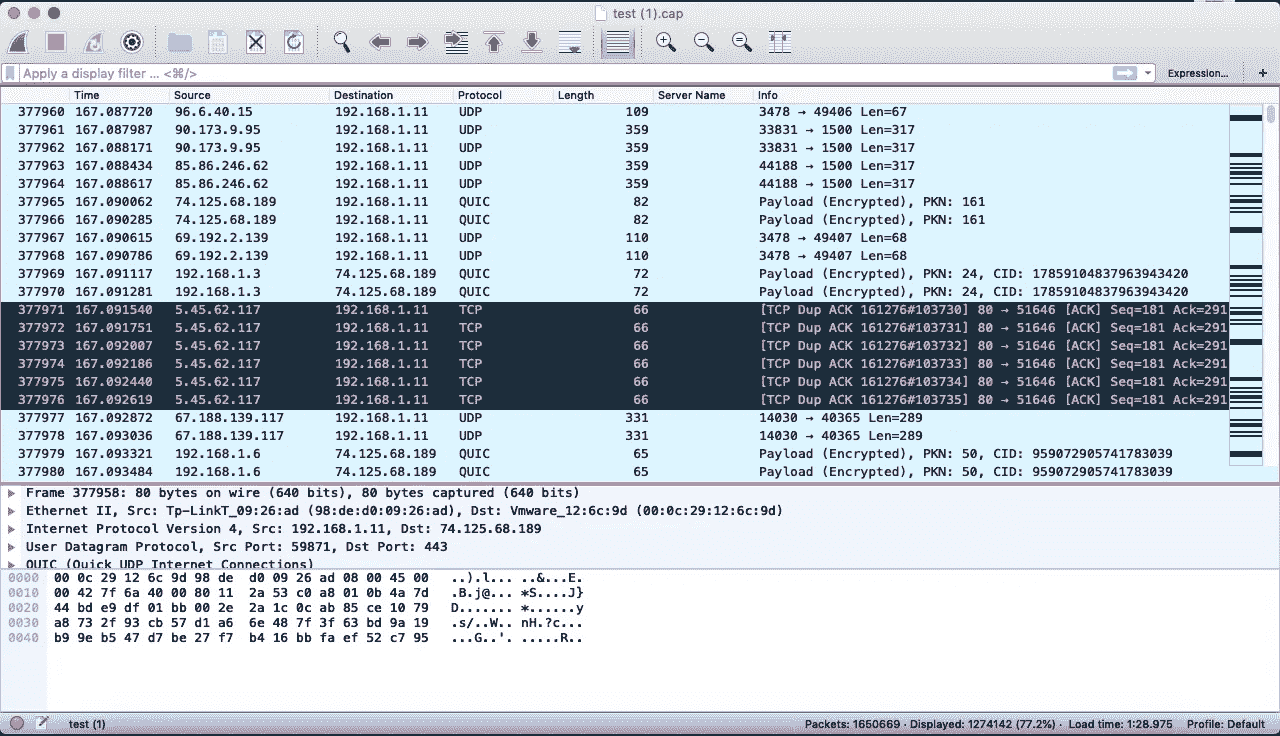 test (1).cap
Apply a display filter ... <⌘/>
Expression...
+
Time Source Destination Protocol Length Server Name Info
377960 167.087720 96.6.40.15 192.168.1.11 UDP 109 3478 → 49406 Len=67
377961 167.087987 90.173.9.95 192.168.1.11 UDP 359 33831 → 1500 Len=317
377962 167.088171 90.173.9.95 192.168.1.11 UDP 359 33831 → 1500 Len=317
377963 167.088434 85.86.246.62 192.168.1.11 UDP 359 44188 → 1500 Len=317
377964 167.088617 85.86.246.62 192.168.1.11 UDP 359 44188 → 1500 Len=317
377965 167.090062 74.125.68.189 192.168.1.11 QUIC 82 Payload (Encrypted), PKN: 161
377966 167.090285 74.125.68.189 192.168.1.11 QUIC 82 Payload (Encrypted), PKN: 161
377967 167.090615 69.192.2.139 192.168.1.11 UDP 110 3478 → 49407 Len=68
377968 167.090786 69.192.2.139 192.168.1.11 UDP 110 3478 → 49407 Len=68
377969 167.091117 192.168.1.3 74.125.68.189 QUIC 72 Payload (Encrypted), PKN: 24, CID: 17859104837963943420
377970 167.091281 192.168.1.3 74.125.68.189 QUIC 72 Payload (Encrypted), PKN: 24, CID: 17859104837963943420
377971 167.091540 5.45.62.117 192.168.1.11 TCP 66 [TCP Dup ACK 161276#103730] 80 → 51646 [ACK] Seq=181 Ack=291
377972 167.091751 5.45.62.117 192.168.1.11 TCP 66 [TCP Dup ACK 161276#103731] 80 → 51646 [ACK] Seq=181 Ack=291
377973 167.092007 5.45.62.117 192.168.1.11 TCP 66 [TCP Dup ACK 161276#103732] 80 → 51646 [ACK] Seq=181 Ack=291
377974 167.092186 5.45.62.117 192.168.1.11 TCP 66 [TCP Dup ACK 161276#103733] 80 → 51646 [ACK] Seq=181 Ack=291
377975 167.092440 5.45.62.117 192.168.1.11 TCP 66 [TCP Dup ACK 161276#103734] 80 → 51646 [ACK] Seq=181 Ack=291
377976 167.092619 5.45.62.117 192.168.1.11 TCP 66 [TCP Dup ACK 161276#103735] 80 → 51646 [ACK] Seq=181 Ack=291
377977 167.092872 67.188.139.117 192.168.1.11 UDP 331 14030 → 40365 Len=289
377978 167.093036 67.188.139.117 192.168.1.11 UDP 331 14030 → 40365 Len=289
377979 167.093321 192.168.1.6 74.125.68.189 QUIC 65 Payload (Encrypted), PKN: 50, CID: 959072905741783039
377980 167.093484 192.168.1.6 74.125.68.189 QUIC 65 Payload (Encrypted), PKN: 50, CID: 959072905741783039
Frame 377958: 80 bytes on wire (640 bits), 80 bytes captured (640 bits)
Ethernet II, Src: Tp-LinkT_09:26:ad (98:de:d0:09:26:ad), Dst: Vmware_12:6c:9d (00:0c:29:12:6c:9d)
Internet Protocol Version 4, Src: 192.168.1.11, Dst: 74.125.68.189
User Datagram Protocol, Src Port: 59871, Dst Port: 443
QUIC (Quick UDP Internet Connections)
0000 00 0c 29 12 6c 9d 98 de d0 09 26 ad 08 00 45 00 ..).l... ..&...E.
0010 00 42 7f 6a 40 00 80 11 2a 53 c0 a8 01 0b 4a 7d .B.j@... *S....J}
0020 44 bd e9 df 01 bb 00 2e 2a 1c 0c ab 85 ce 10 79 D....... *......y
0030 a8 73 2f 93 cb 57 d1 a6 6e 48 7f 3f 63 bd 9a 19 .s/..W.. nH.?c...
0040 b9 9e b5 47 d7 be 27 f7 b4 16 bb fa ef 52 c7 95 ...G..'. .....R..
test (1)
Packets: 1650669 · Displayed: 1274142 (77.2%) · Load time: 1:28.975 Profile: Default